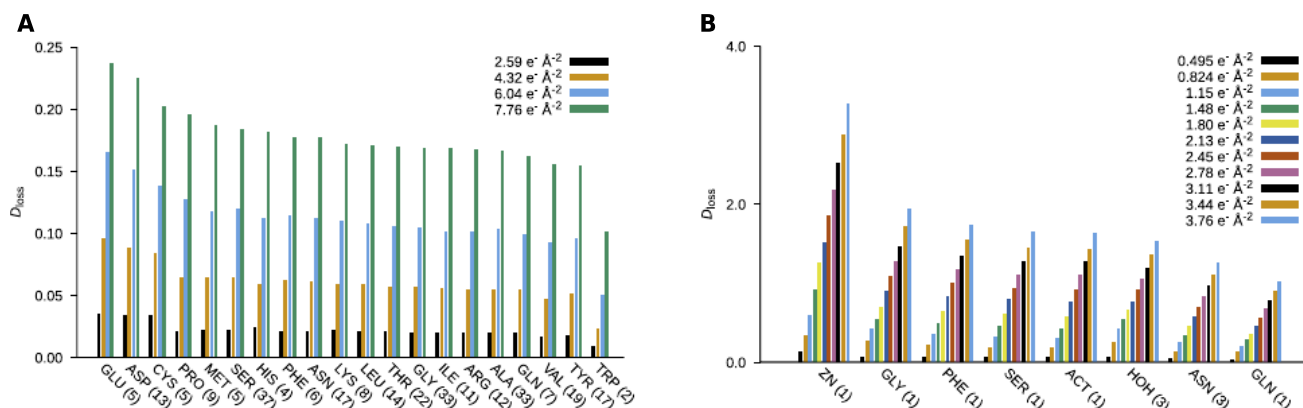 A
B
0.25
0.20
0.15
0.10
0.05
0.00
Dloss
2.59 e- Å-2
4.32 e- Å-2
6.04 e- Å-2
7.76 e- Å-2
GLU (5)
ASP (13)
CYS (5)
PRO (9)
MET (5)
SER (37)
HIS (4)
PHE (6)
ASN (17)
LYS (8)
LEU (14)
THR (22)
GLY (33)
ILE (11)
ARG (12)
ALA (33)
GLN (7)
VAL (19)
TYR (17)
TRP (2)
4.0
2.0
0.0
Dloss
0.495 e- Å-2
0.824 e- Å-2
1.15 e- Å-2
1.48 e- Å-2
1.80 e- Å-2
2.13 e- Å-2
2.45 e- Å-2
2.78 e- Å-2
3.11 e- Å-2
3.44 e- Å-2
3.76 e- Å-2
ZN (1)
GLY (1)
PHE (1)
SER (1)
ACT (1)
HOH (3)
ASN (3)
GLN (1)